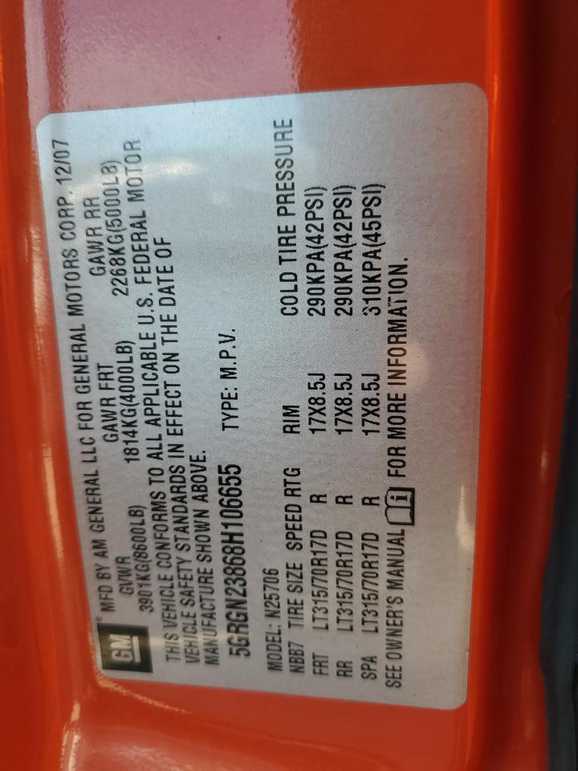 GM
MFD BY AM GENERAL LLC FOR GENERAL MOTORS CORP. 12/07
GVWR GAWR FRT GAWR RR
3901KG(8600LB) 1814KG(4000LB) 2268KG(5000LB)
THIS VEHICLE CONFORMS TO ALL APPLICABLE U.S. FEDERAL MOTOR
VEHICLE SAFETY STANDARDS IN EFFECT ON THE DATE OF
MANUFACTURE SHOWN ABOVE.
5GRGN23868H106655 TYPE: M.P.V.
MODEL: N25706
NBB7 TIRE SIZE SPEED RTG RIM COLD TIRE PRESSURE
FRT LT315/70R17D R 17X8.5J 290KPA(42PSI)
RR LT315/70R17D R 17X8.5J 290KPA(42PSI)
SPA LT315/70R17D R 17X8.5J 310KPA(45PSI)
SEE OWNER'S MANUAL FOR MORE INFORMATION.